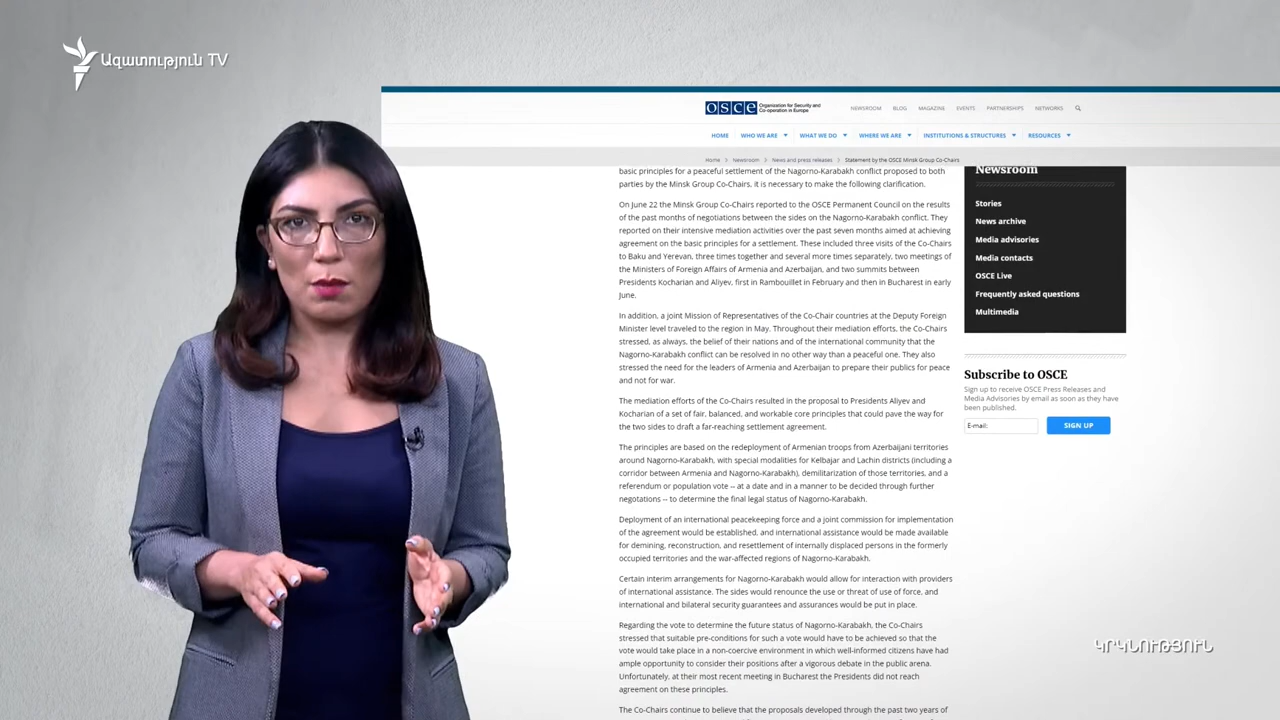 Ազատություն TV
osce Organization for Security and
Co-operation in Europe
NEWSROOM BLOG MAGAZINE EVENTS PARTNERSHIPS NETWORKS
HOME WHO WE ARE WHAT WE DO WHERE WE ARE INSTITUTIONS & STRUCTURES RESOURCES
Home > Newsroom > News and press releases > Statement by the OSCE Minsk Group Co-Chairs
basic principles for a peaceful settlement of the Nagorno-Karabakh conflict proposed to both
parties by the Minsk Group Co-Chairs, it is necessary to make the following clarification.
On June 22 the Minsk Group Co-Chairs reported to the OSCE Permanent Council on the results
of the past months of negotiations between the sides on the Nagorno-Karabakh conflict. They
reported on their intensive mediation activities over the past seven months aimed at achieving
agreement on the basic principles for a settlement. These included three visits of the Co-Chairs
to Baku and Yerevan, three times together and several more times separately, two meetings of
the Ministers of Foreign Affairs of Armenia and Azerbaijan, and two summits between
Presidents Kocharian and Aliyev, first in Rambouillet in February and then in Bucharest in early
June.
In addition, a joint Mission of Representatives of the Co-Chair countries at the Deputy Foreign
Minister level traveled to the region in May. Throughout their mediation efforts, the Co-Chairs
stressed, as always, the belief of their nations and of the international community that the
Nagorno-Karabakh conflict can be resolved in no other way than a peaceful one. They also
stressed the need for the leaders of Armenia and Azerbaijan to prepare their publics for peace
and not for war.
The mediation efforts of the Co-Chairs resulted in the proposal to Presidents Aliyev and
Kocharian of a set of fair, balanced, and workable core principles that could pave the way for
the two sides to draft a far-reaching settlement agreement.
The principles are based on the redeployment of Armenian troops from Azerbaijani territories
around Nagorno-Karabakh, with special modalities for Kelbajar and Lachin districts (including a
corridor between Armenia and Nagorno-Karabakh), demilitarization of those territories, and a
referendum or population vote -- at a date and in a manner to be decided through further
negotations -- to determine the final legal status of Nagorno-Karabakh.
Deployment of an international peacekeeping force and a joint commission for implementation
of the agreement would be established, and international assistance would be made available
for demining, reconstruction, and resettlement of internally displaced persons in the formerly
occupied territories and the war-affected regions of Nagorno-Karabakh.
Certain interim arrangements for Nagorno-Karabakh would allow for interaction with providers
of international assistance. The sides would renounce the use or threat of use of force, and
international and bilateral security guarantees and assurances would be put in place.
Regarding the vote to determine the future status of Nagorno-Karabakh, the Co-Chairs
stressed that suitable pre-conditions for such a vote would have to be achieved so that the
vote would take place in a non-coercive environment in which well-informed citizens have had
ample opportunity to consider their positions after a vigorous debate in the public arena.
Unfortunately, at their most recent meeting in Bucharest the Presidents did not reach
agreement on these principles.
The Co-Chairs continue to believe that the proposals developed through the past two years of
Newsroom
Stories
News archive
Media advisories
Media contacts
OSCE Live
Frequently asked questions
Multimedia
Subscribe to OSCE
Sign up to receive OSCE Press Releases and
Media Advisories by email as soon as they have
been published.
E-mail: SIGN UP
ԿՐԿՆՈՒԹՅՈՒՆ